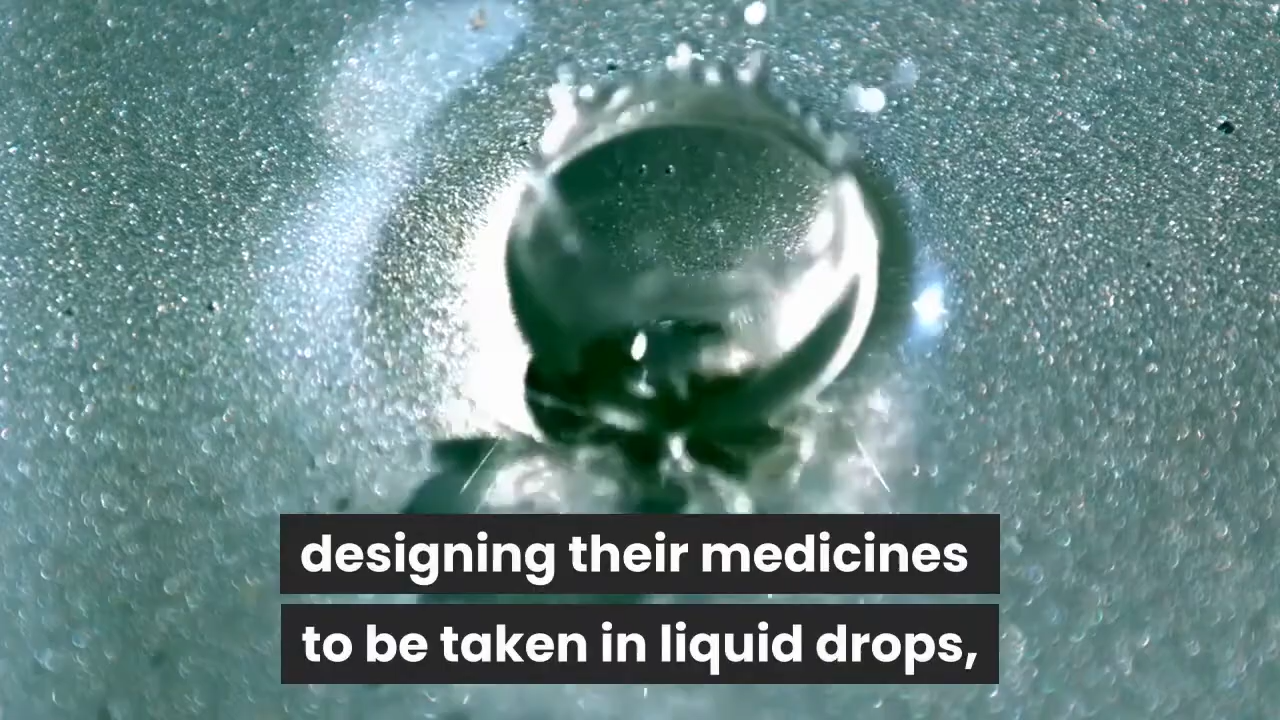 designing their medicines
to be taken in liquid drops,